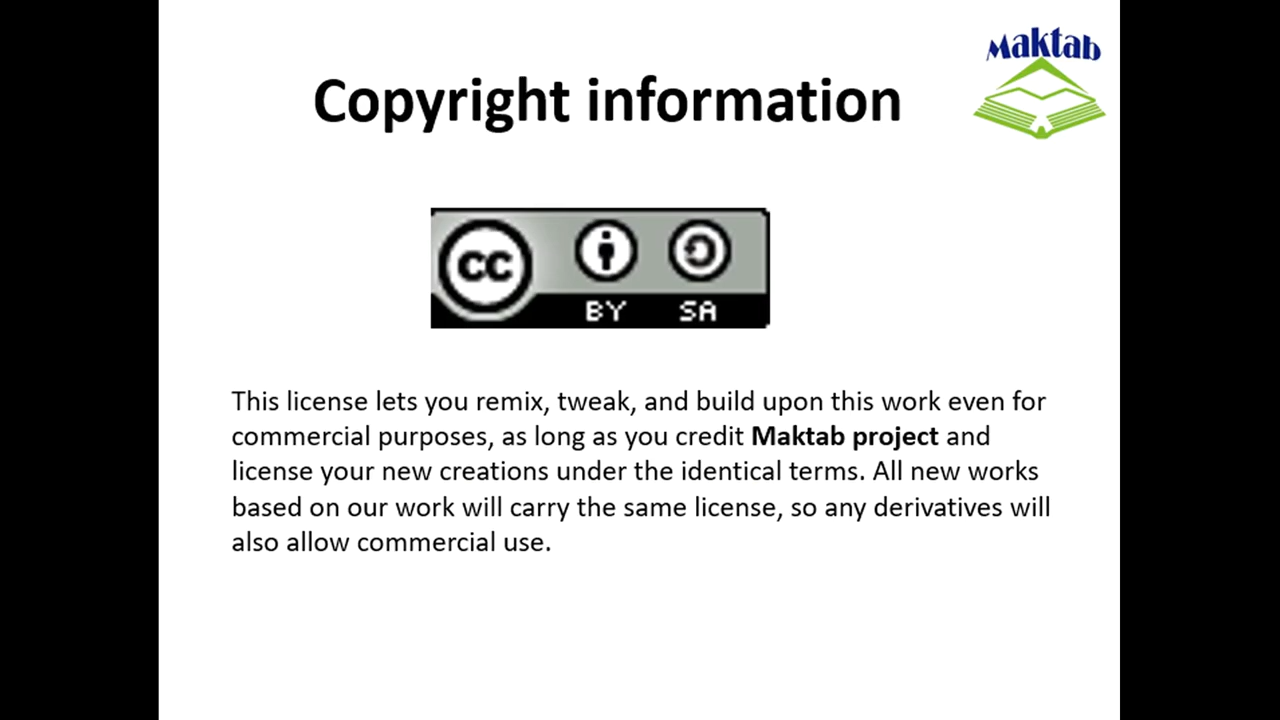 Maktab
Copyright information
CC
BY SA
This license lets you remix, tweak, and build upon this work even for
commercial purposes, as long as you credit Maktab project and
license your new creations under the identical terms. All new works
based on our work will carry the same license, so any derivatives will
also allow commercial use.